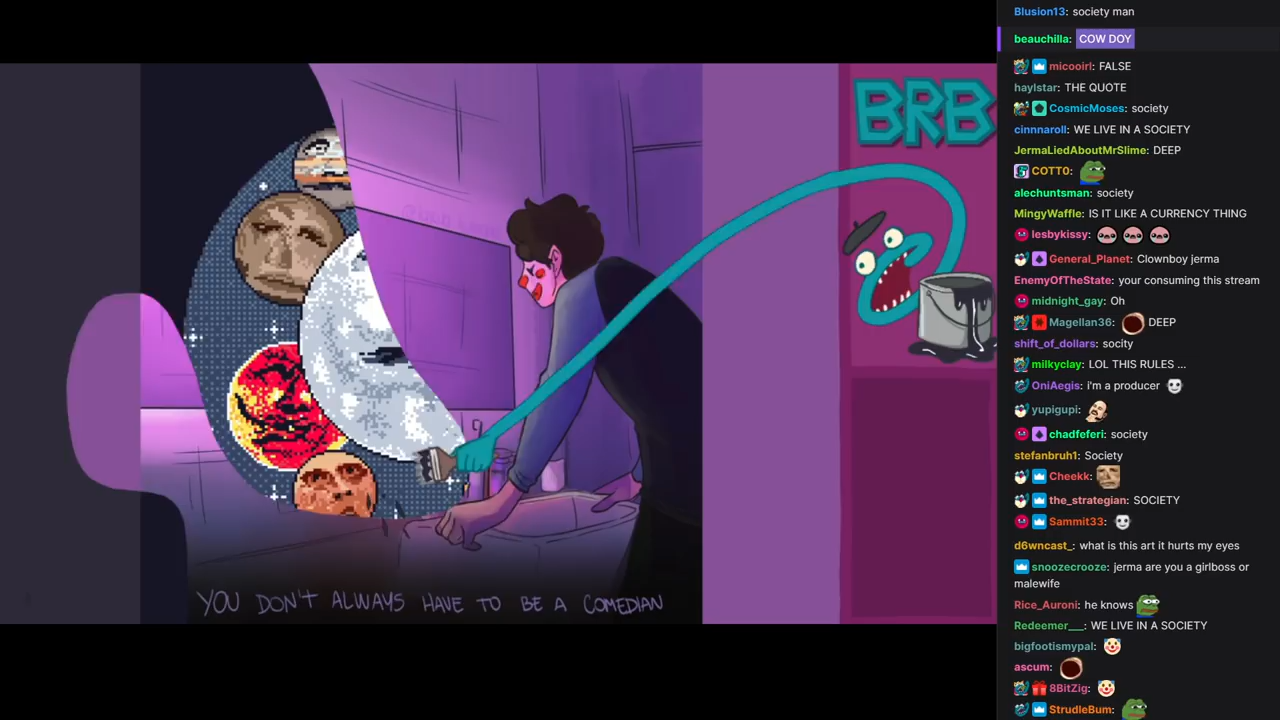 BRB
YOU DON'T ALWAYS HAVE TO BE A COMEDIAN
Blusion13: society man
beauchilla: COW DOY
micooirl: FALSE
haylstar: THE QUOTE
CosmicMoses: society
cinnaroll: WE LIVE IN A SOCIETY
JermaLiedAboutMrSlime: DEEP
COTT0:
alechuntsman: society
MingyWaffle: IS IT LIKE A CURRENCY THING
lesbykissy:
General_Planet: Clownboy jerma
EnemyOfTheState: your consuming this stream
midnight_gay: Oh
Magellan36: DEEP
shift_of_dollars: socity
milkyclay: LOL THIS RULES ...
OniAegis: i'm a producer
yupigupi:
chadfeferi: society
stefanbruh1: Society
Cheekk:
the_strategian: SOCIETY
Sammit33:
d6wncast_: what is this art it hurts my eyes
snoozecrooze: jerma are you a girlboss or
malewife
Rice_Auroni: he knows
Redeemer___: WE LIVE IN A SOCIETY
bigfootismypal:
ascum:
8BitZig:
StrudleBum: